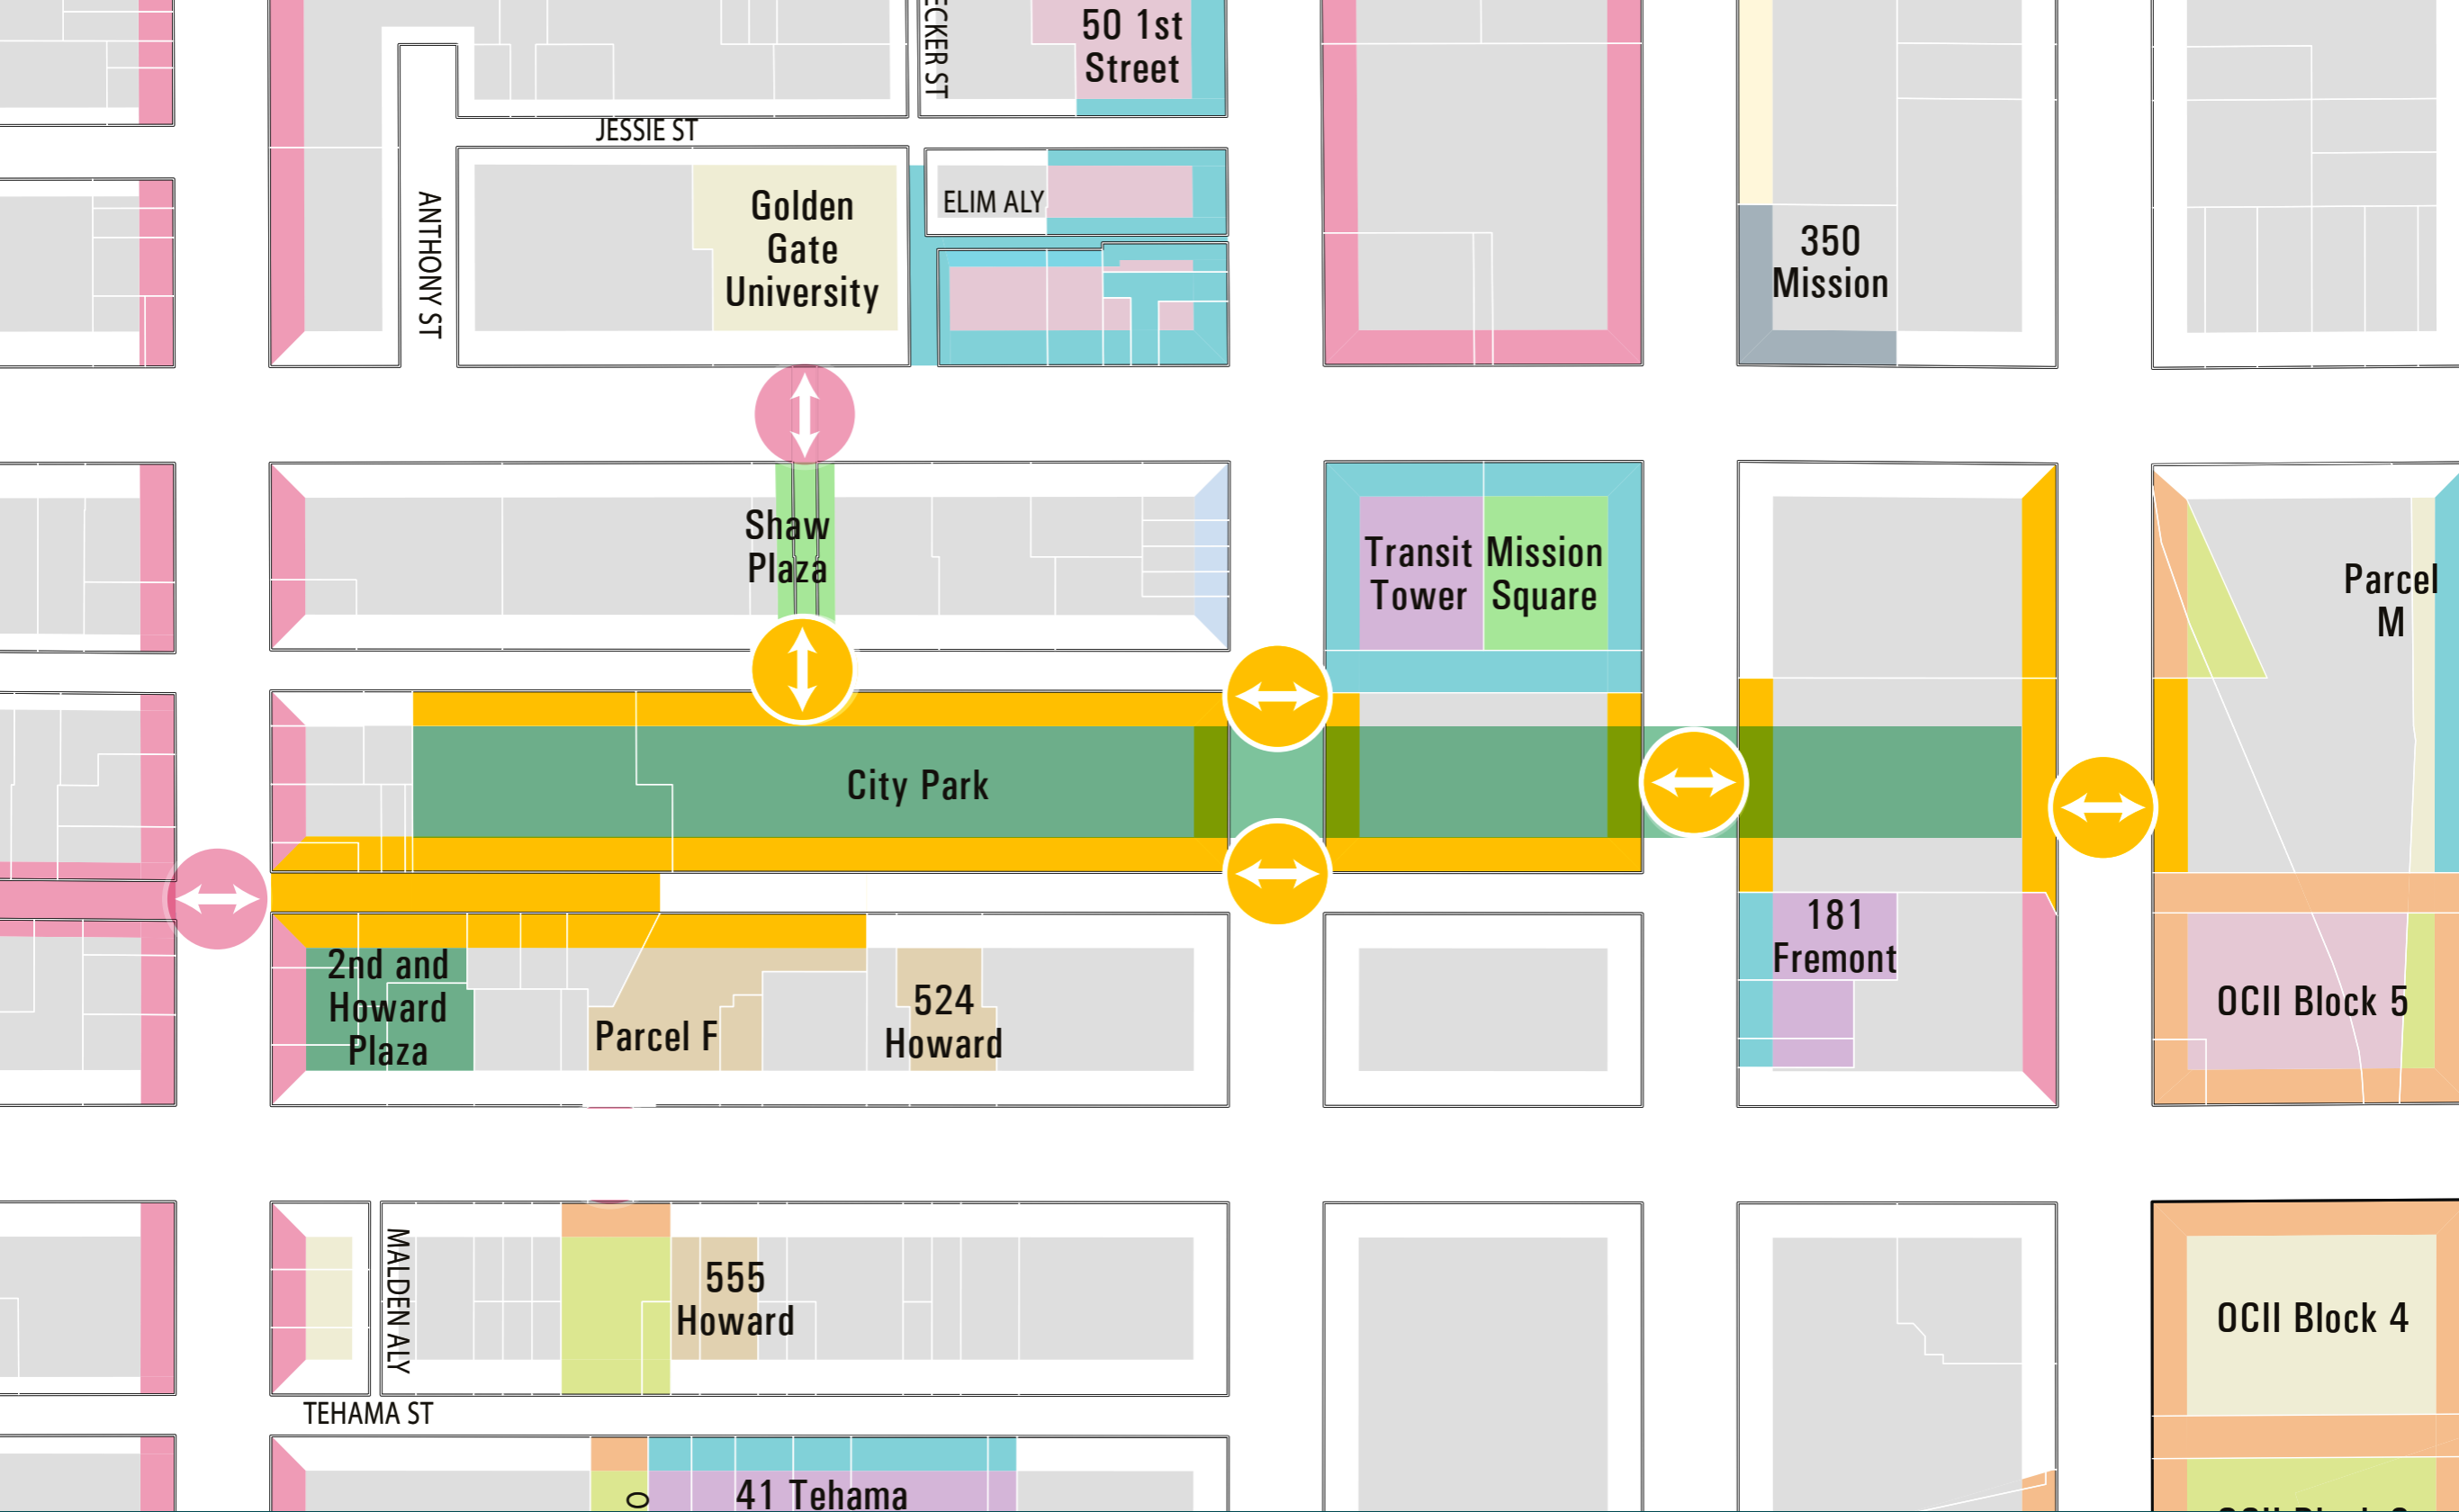 ECKER ST
50 1st
Street
JESSIE ST
ANTHONY ST
Golden
Gate
University
ELIM ALY
350
Mission
Shaw
Plaza
Transit
Tower
Mission
Square
Parcel
M
City Park
2nd and
Howard
Plaza
Parcel F
524
Howard
181
Fremont
OCII Block 5
MALDEN ALY
555
Howard
OCII Block 4
TEHAMA ST
41 Tehama